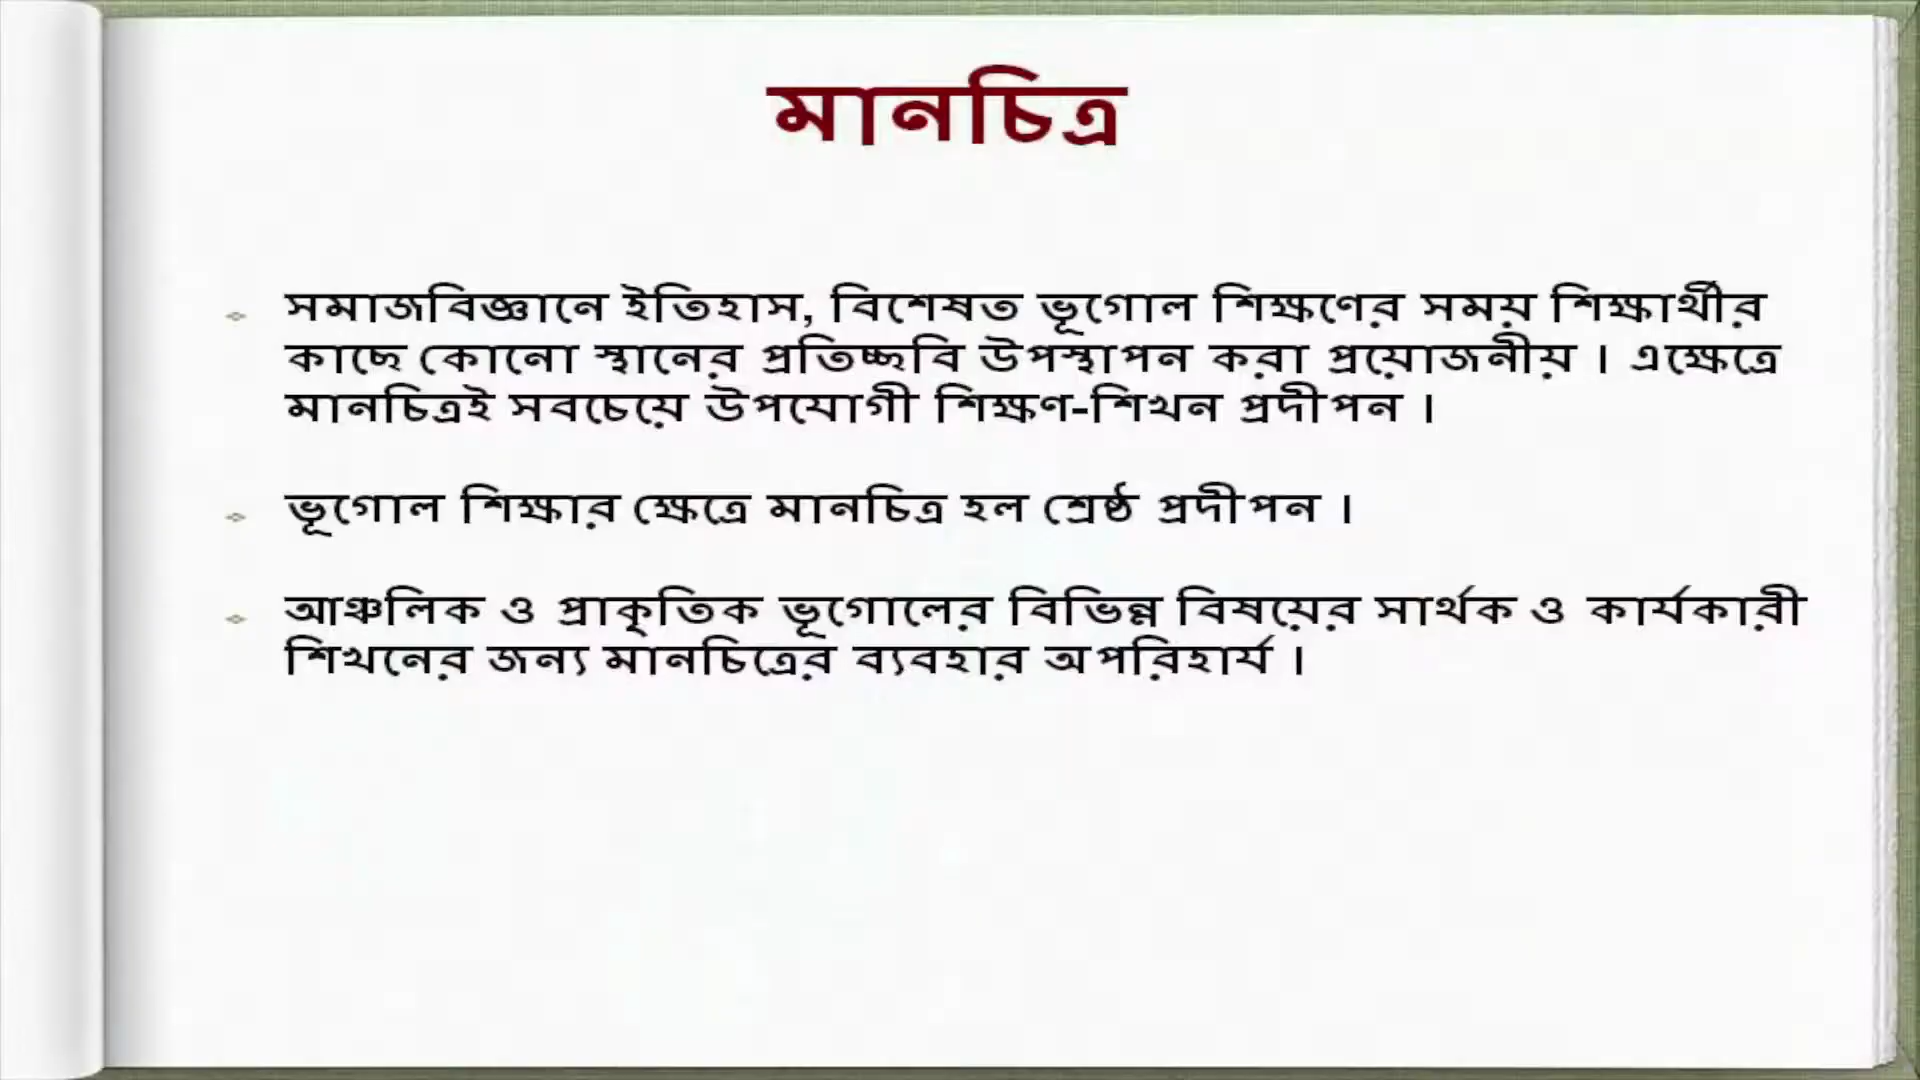 মানচিত্র
সমাজবিজ্ঞানে ইতিহাস, বিশেষত ভূগোল শিক্ষণের সময় শিক্ষার্থীর
কাছে কোনো স্থানের প্রতিচ্ছবি উপস্থাপন করা প্রয়োজনীয় । এক্ষেত্রে
মানচিত্রই সবচেয়ে উপযোগী শিক্ষণ-শিখন প্রদীপন ।
ভূগোল শিক্ষার ক্ষেত্রে মানচিত্র হল শ্রেষ্ঠ প্রদীপন ।
আঞ্চলিক ও প্রাকৃতিক ভূগোলের বিভিন্ন বিষয়ের সার্থক ও কার্যকারী
শিখনের জন্য মানচিত্রের ব্যবহার অপরিহার্য ।